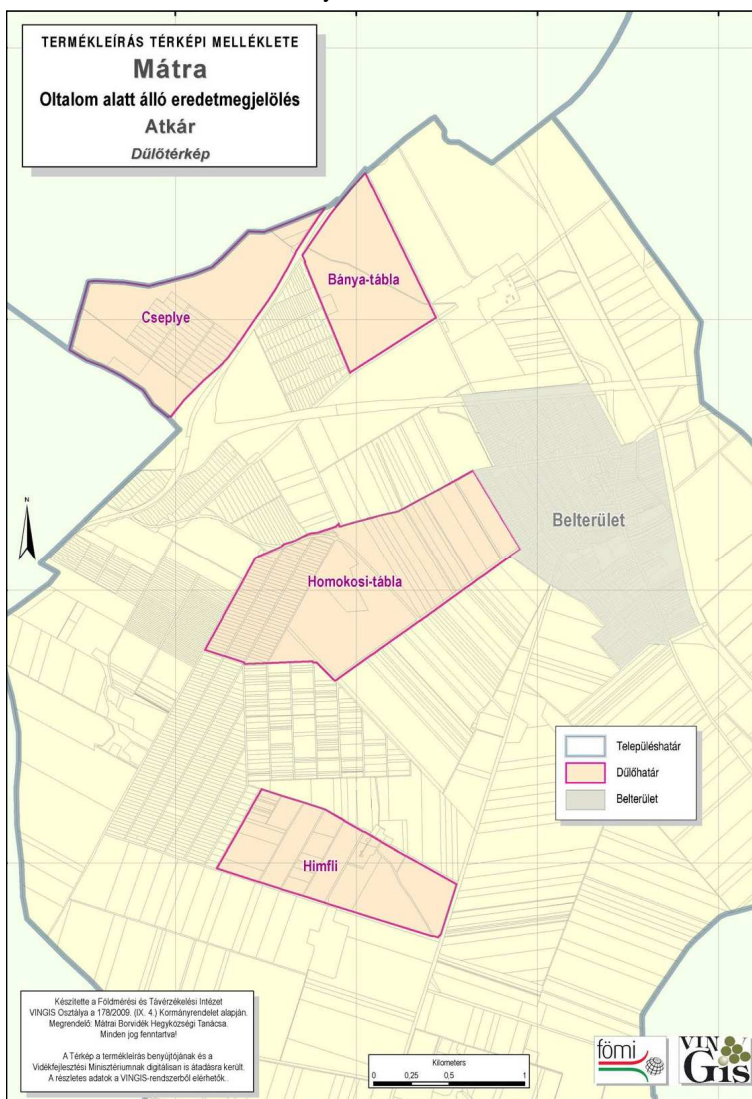 TERMÉKLEÍRÁS TÉRKÉPI MELLÉKLETE
Mátra
Oltalom alatt álló eredetmegjelölés
Atkár
Dűlőtérkép
Bánya-tábla
Cseplye
Belterület
Homokosi-tábla
N
Településhatár
Dűlőhatár
Belterület
Himfli
Készítette a Földmérési és Távérzékelési Intézet
VINGIS Osztálya a 178/2009. (IX. 4.) Kormányrendelet alapján.
Megrendelő: Mátrai Borvidék Hegyközségi Tanácsa.
Minden jog fenntartva!
A Térkép a termékleírás benyújtójának és a
Vidékfejlesztési Minisztériumnak digitálisan is átadásra került.
A részletes adatok a VINGIS-rendszerből elérhetők.
Kilometers
0 0,25 0,5 1
fömi
VIN
Gis